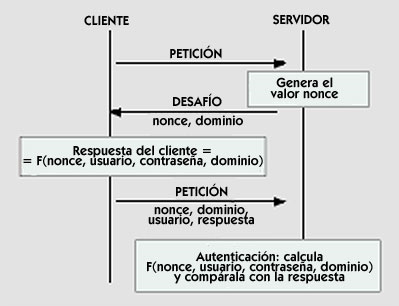 CLIENTE
SERVIDOR
PETICIÓN
Genera el
valor nonce
DESAFÍO
nonce, dominio
Respuesta del cliente =
= F(nonce, usuario, contraseña, dominio)
PETICIÓN
nonce, dominio,
usuario, respuesta
Autenticación: calcula
F(nonce, usuario, contraseña, dominio)
y compárala con la respuesta